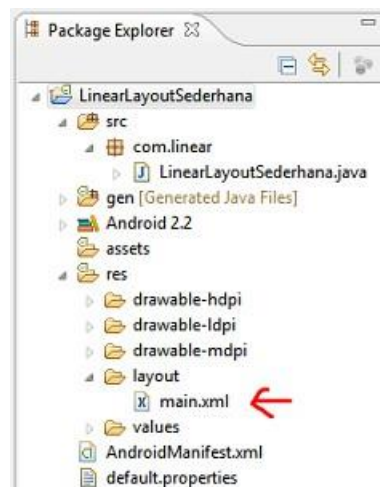 Package Explorer
LinearLayoutSederhana
src
com.linear
LinearLayoutSederhana.java
gen [Generated Java Files]
Android 2.2
assets
res
drawable-hdpi
drawable-ldpi
drawable-mdpi
layout
main.xml
values
AndroidManifest.xml
default.properties